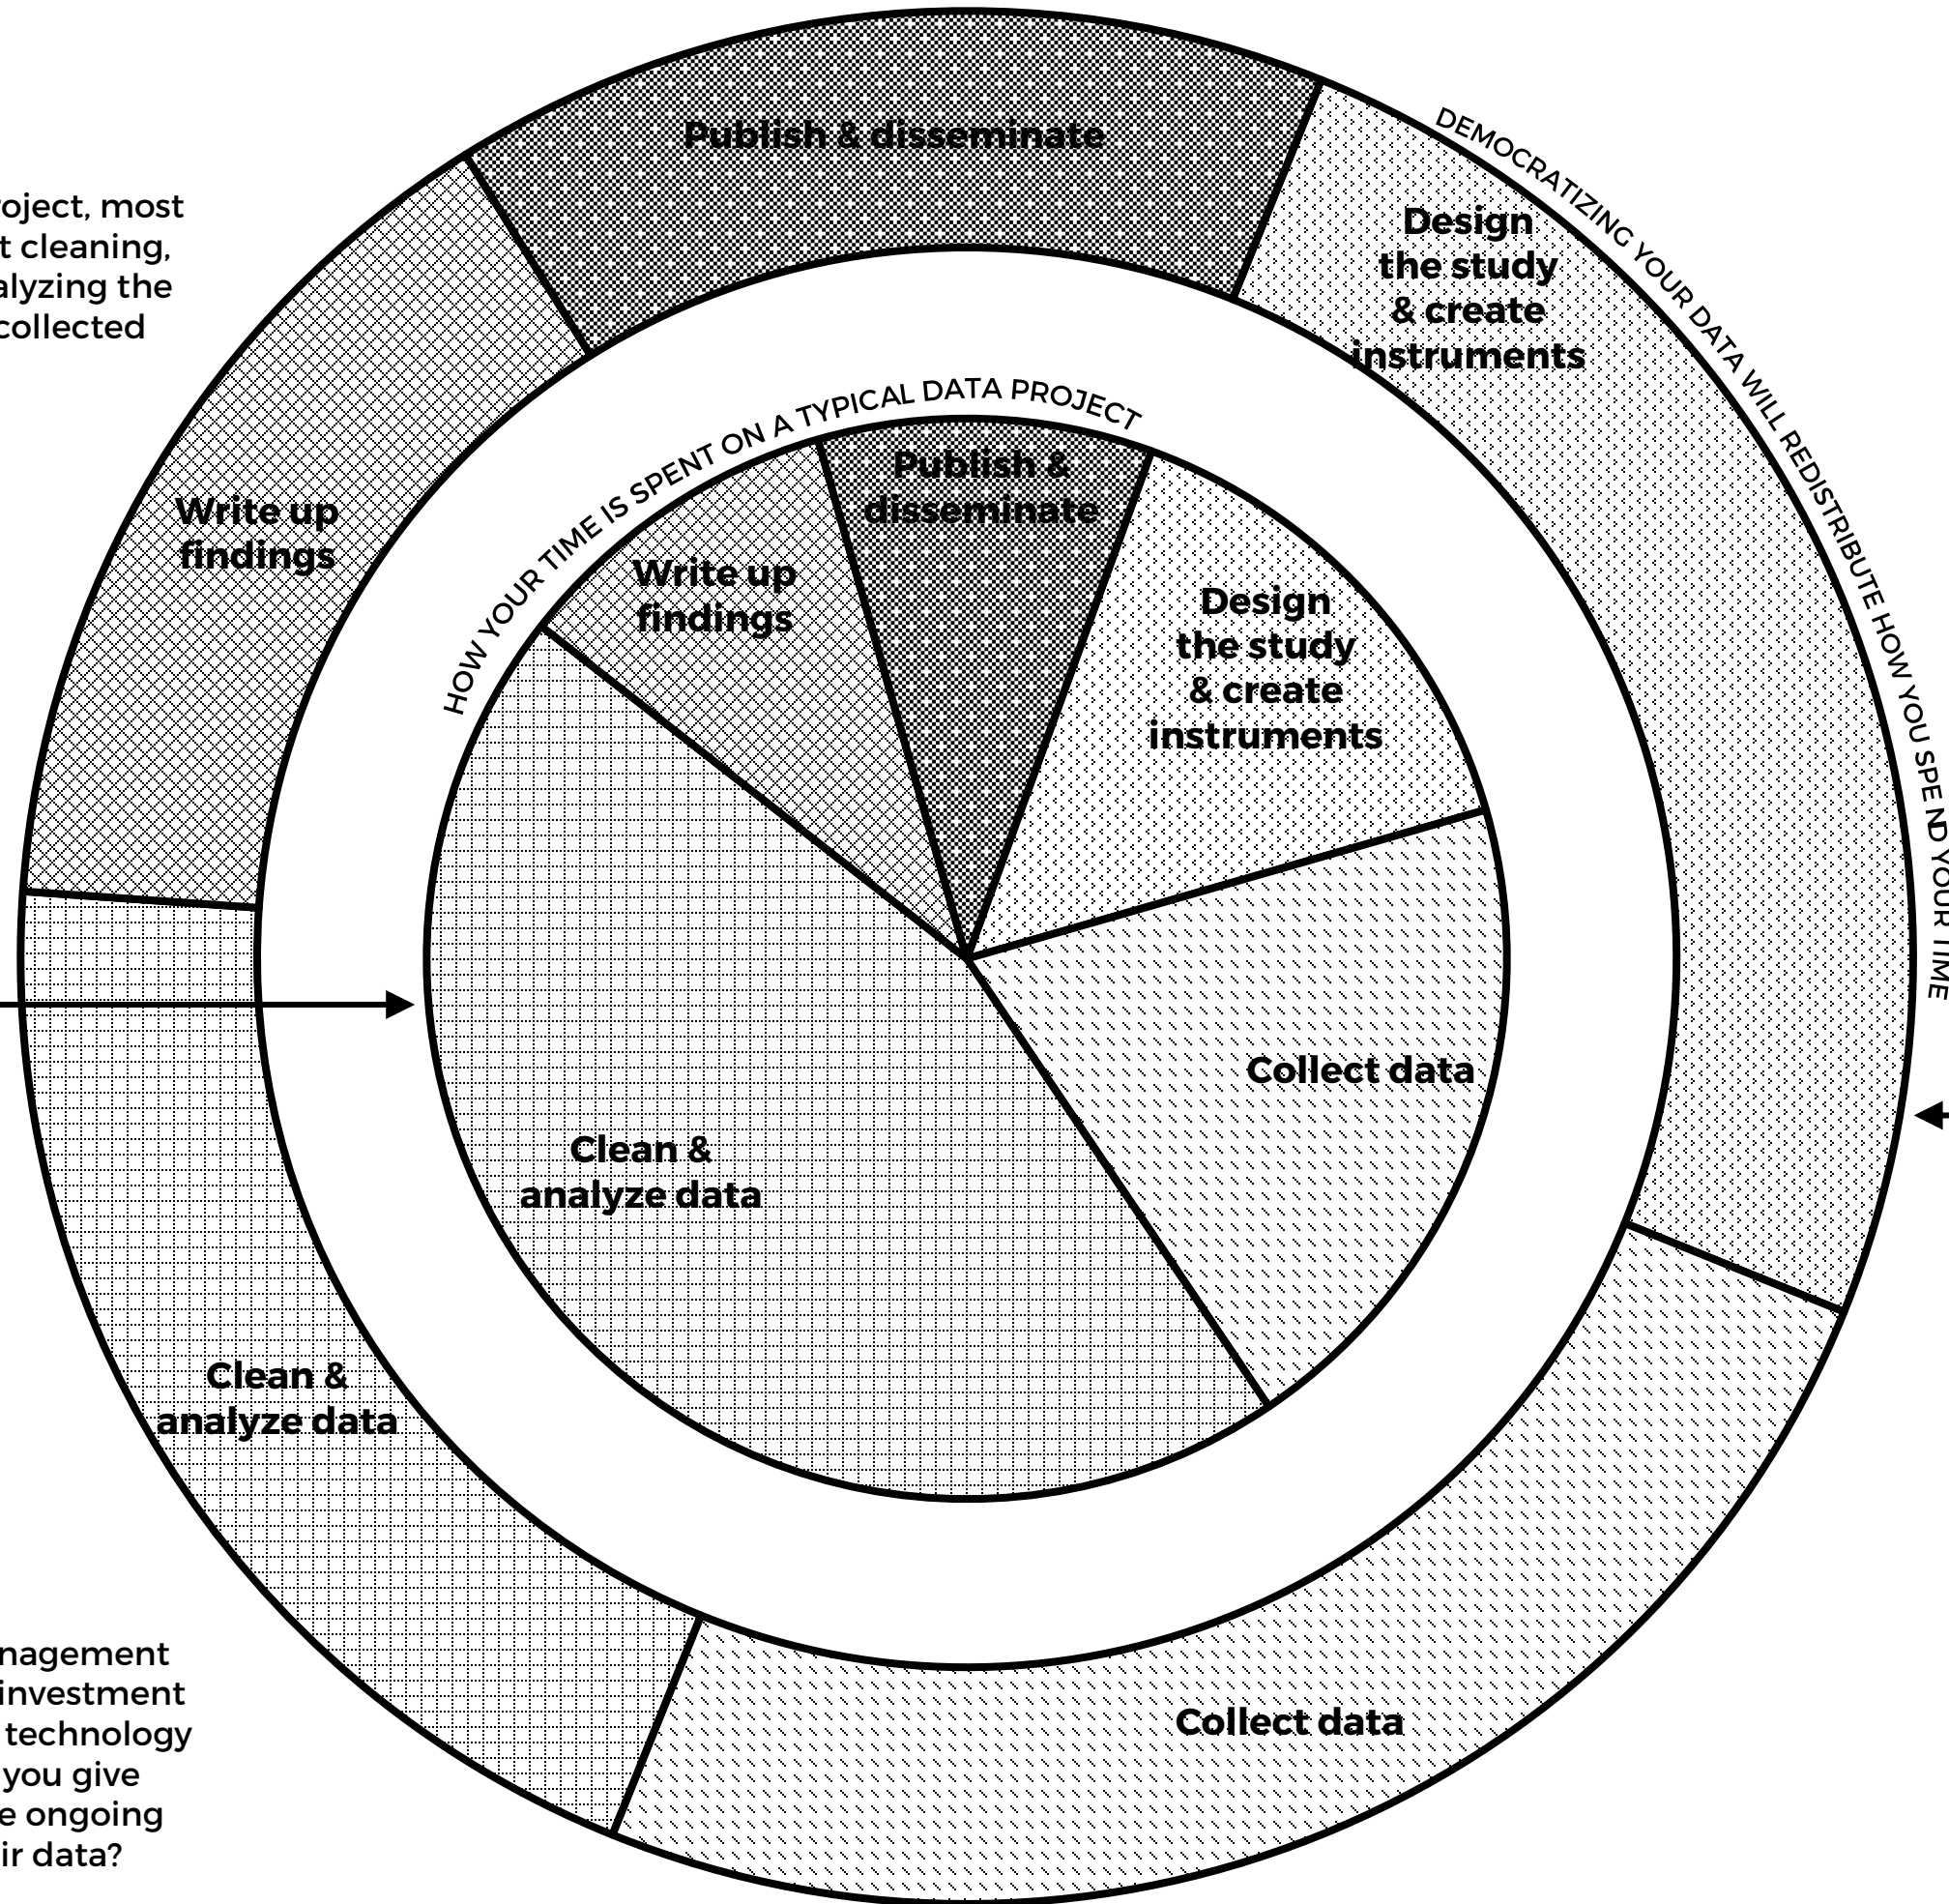 Publish & disseminate
DEMOCRATIZING YOUR DATA WILL REDISTRIBUTE HOW YOU SPEND YOUR TIME
Design
the study
& create
instruments
oject, most
t cleaning,
alyzing the
collected
HOW YOUR TIME IS SPENT ON A TYPICAL DATA PROJECT
Write up
findings
Publish &
disseminate
Write up
findings
Design
the study
& create
instruments
Collect data
Clean &
analyze data
Clean &
analyze data
Collect data
nagement
investment
technology
you give
e ongoing
ir data?